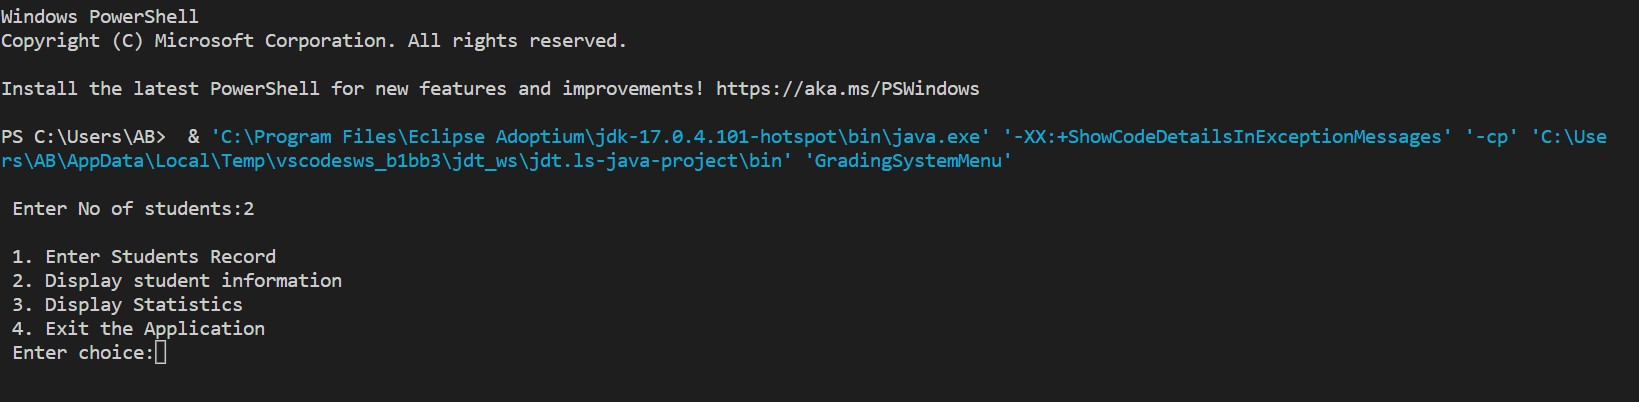 Windows PowerShell
Copyright (C) Microsoft Corporation. All rights reserved.
Install the latest PowerShell for new features and improvements! https://aka.ms/PSWindows
PS C:\Users\AB>  & 'C:\Program Files\Eclipse Adoptium\jdk-17.0.4.101-hotspot\bin\java.exe' '-XX:+ShowCodeDetailsInExceptionMessages' '-cp' 'C:\Use
rs\AB\AppData\Local\Temp\vscodesws_b1bb3\jdt_ws\jdt.ls-java-project\bin' 'GradingSystemMenu'
Enter No of students:2
1. Enter Students Record
2. Display student information
3. Display Statistics
4. Exit the Application
Enter choice: